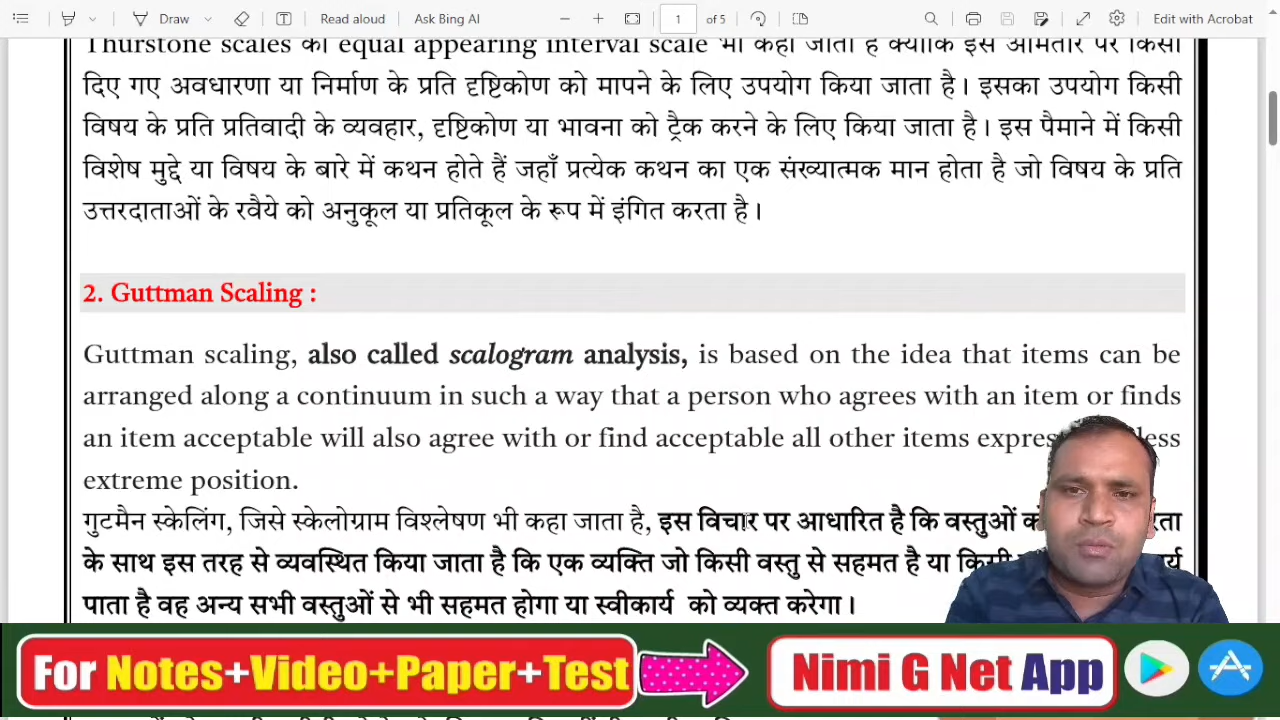 Draw
Read aloud
Ask Bing AI
1
of 5
Edit with Acrobat
Thurstone scales को equal appearing interval scale भी कहा जाता है क्योंकि इस आमतौर पर किसी
दिए गए अवधारणा या निर्माण के प्रति दृष्टिकोण को मापने के लिए उपयोग किया जाता है। इसका उपयोग किसी
विषय के प्रति प्रतिवादी के व्यवहार, दृष्टिकोण या भावना को ट्रैक करने के लिए किया जाता है। इस पैमाने में किसी
विशेष मुद्दे या विषय के बारे में कथन होते हैं जहाँ प्रत्येक कथन का एक संख्यात्मक मान होता है जो विषय के प्रति
उत्तरदाताओं के रवैये को अनुकूल या प्रतिकूल के रूप में इंगित करता है।
2. Guttman Scaling :
Guttman scaling, also called scalogram analysis, is based on the idea that items can be
arranged along a continuum in such a way that a person who agrees with an item or finds
an item acceptable will also agree with or find acceptable all other items less
extreme position.
गुटमैन स्केलिंग, जिसे स्केलोग्राम विश्लेषण भी कहा जाता है, इस विचार पर आधारित है कि वस्तुओं
के साथ इस तरह से व्यवस्थित किया जाता है कि एक व्यक्ति जो किसी वस्तु से सहमत है या किसी
पाता है वह अन्य सभी वस्तुओं से भी सहमत होगा या स्वीकार्य को व्यक्त करेगा।
For Notes+Video+Paper+Test
Nimi G Net App